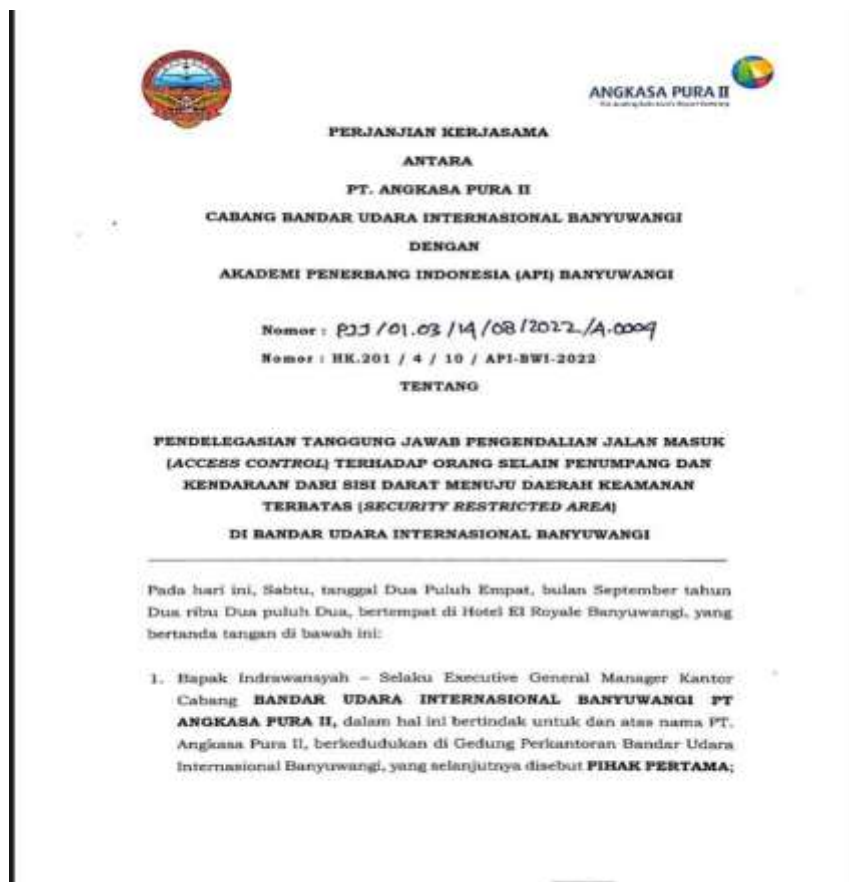 ANGKASA PURA II
PERJANJIAN KERJASAMA
ANTARA
PT. ANGKASA PURA II
CABANG BANDAR UDARA INTERNASIONAL BANYUWANGI
DENGAN
AKADEMI PENERBANG INDONESIA (API) BANYUWANGI
Nomor : PJJ/01.03/14/08/2022/A.0009
Nomor : HK.201 / 4 / 10 / API-BWI-2022
TENTANG
PENDELEGASIAN TANGGUNG JAWAB PENGENDALIAN JALAN MASUK
(ACCESS CONTROL) TERHADAP ORANG SELAIN PENUMPANG DAN
KENDARAAN DARI SISI DARAT MENUJU DAERAH KEAMANAN
TERBATAS (SECURITY RESTRICTED AREA)
DI BANDAR UDARA INTERNASIONAL BANYUWANGI
Pada hari ini, Sabtu, tanggal Dua Puluh Empat, bulan September tahun
Dua ribu Dua puluh Dua, bertempat di Hotel El Royale Banyuwangi, yang
bertanda tangan di bawah ini:
1. Bapak Indrawansyah – Selaku Executive General Manager Kantor
Cabang BANDAR UDARA INTERNASIONAL BANYUWANGI PT
ANGKASA PURA II, dalam hal ini bertindak untuk dan atas nama PT.
Angkasa Pura II, berkedudukan di Gedung Perkantoran Bandar Udara
Internasional Banyuwangi, yang selanjutnya disebut PIHAK PERTAMA;